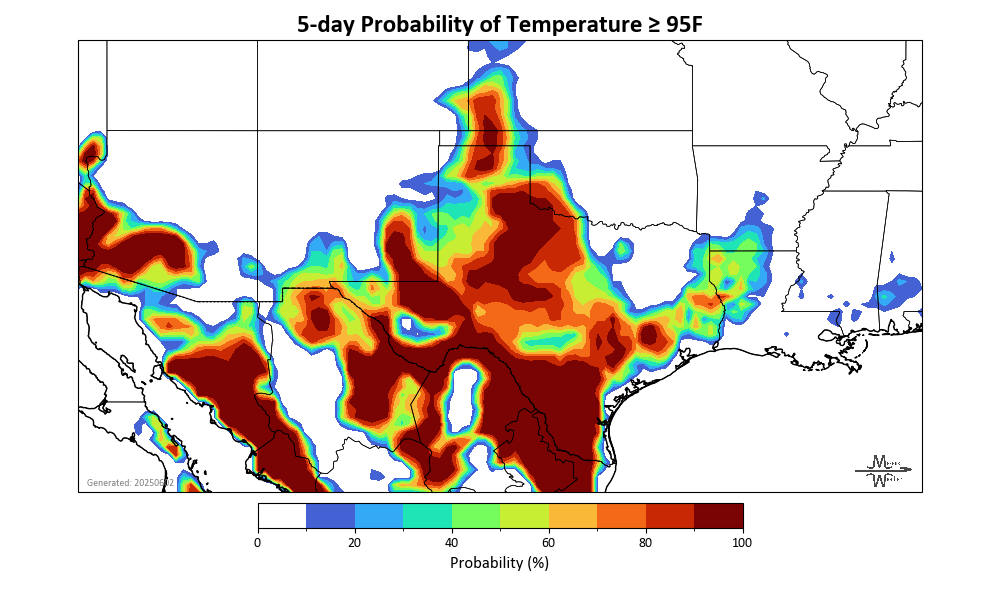 5-day Probability of Temperature ≥ 95F
Generated: 20250602
0 20 40 60 80 100
Probability (%)